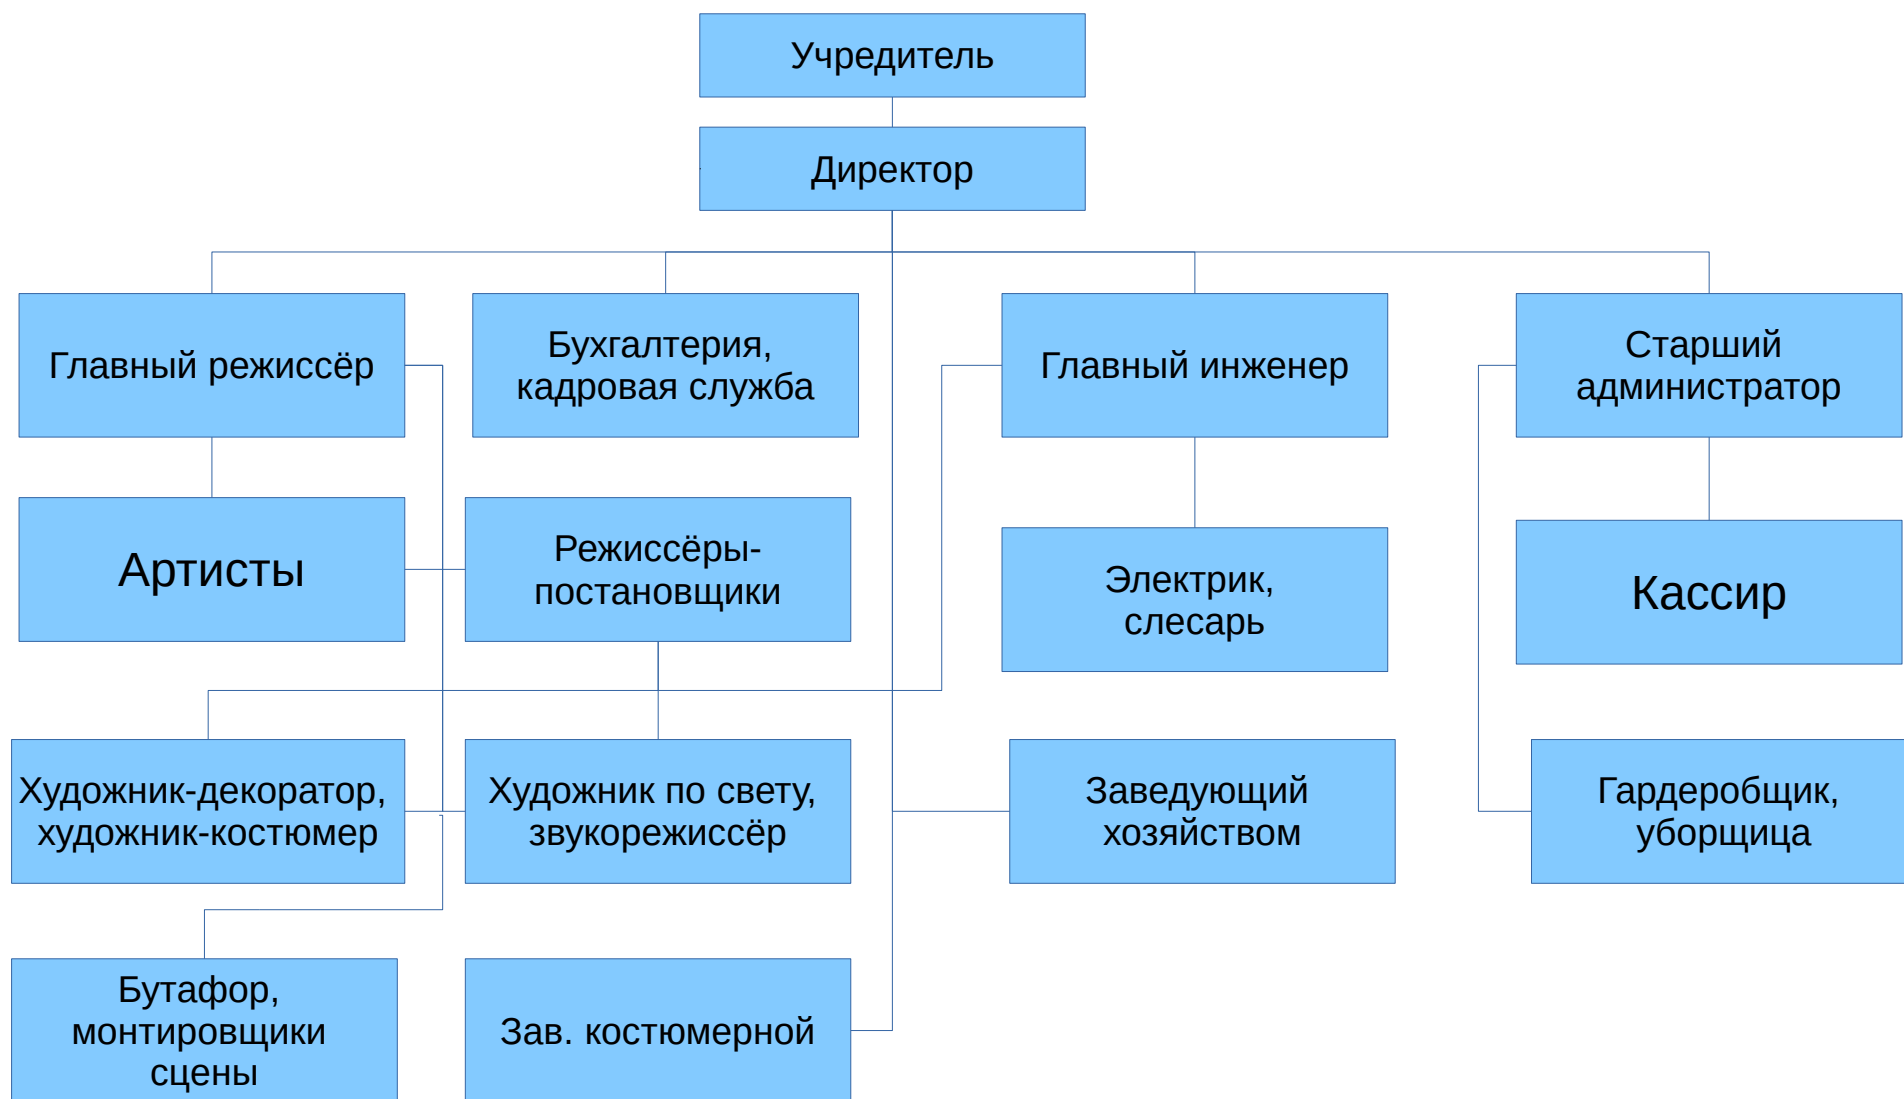 Учредитель
Директор
Главный режиссёр
Бухгалтерия,
кадровая служба
Главный инженер
Старший
администратор
Артисты
Режиссёры-
постановщики
Электрик,
слесарь
Кассир
Художник-декоратор,
художник-костюмер
Художник по свету,
звукорежиссёр
Заведующий
хозяйством
Гардеробщик,
уборщица
Бутафор,
монтировщики
сцены
Зав. костюмерной